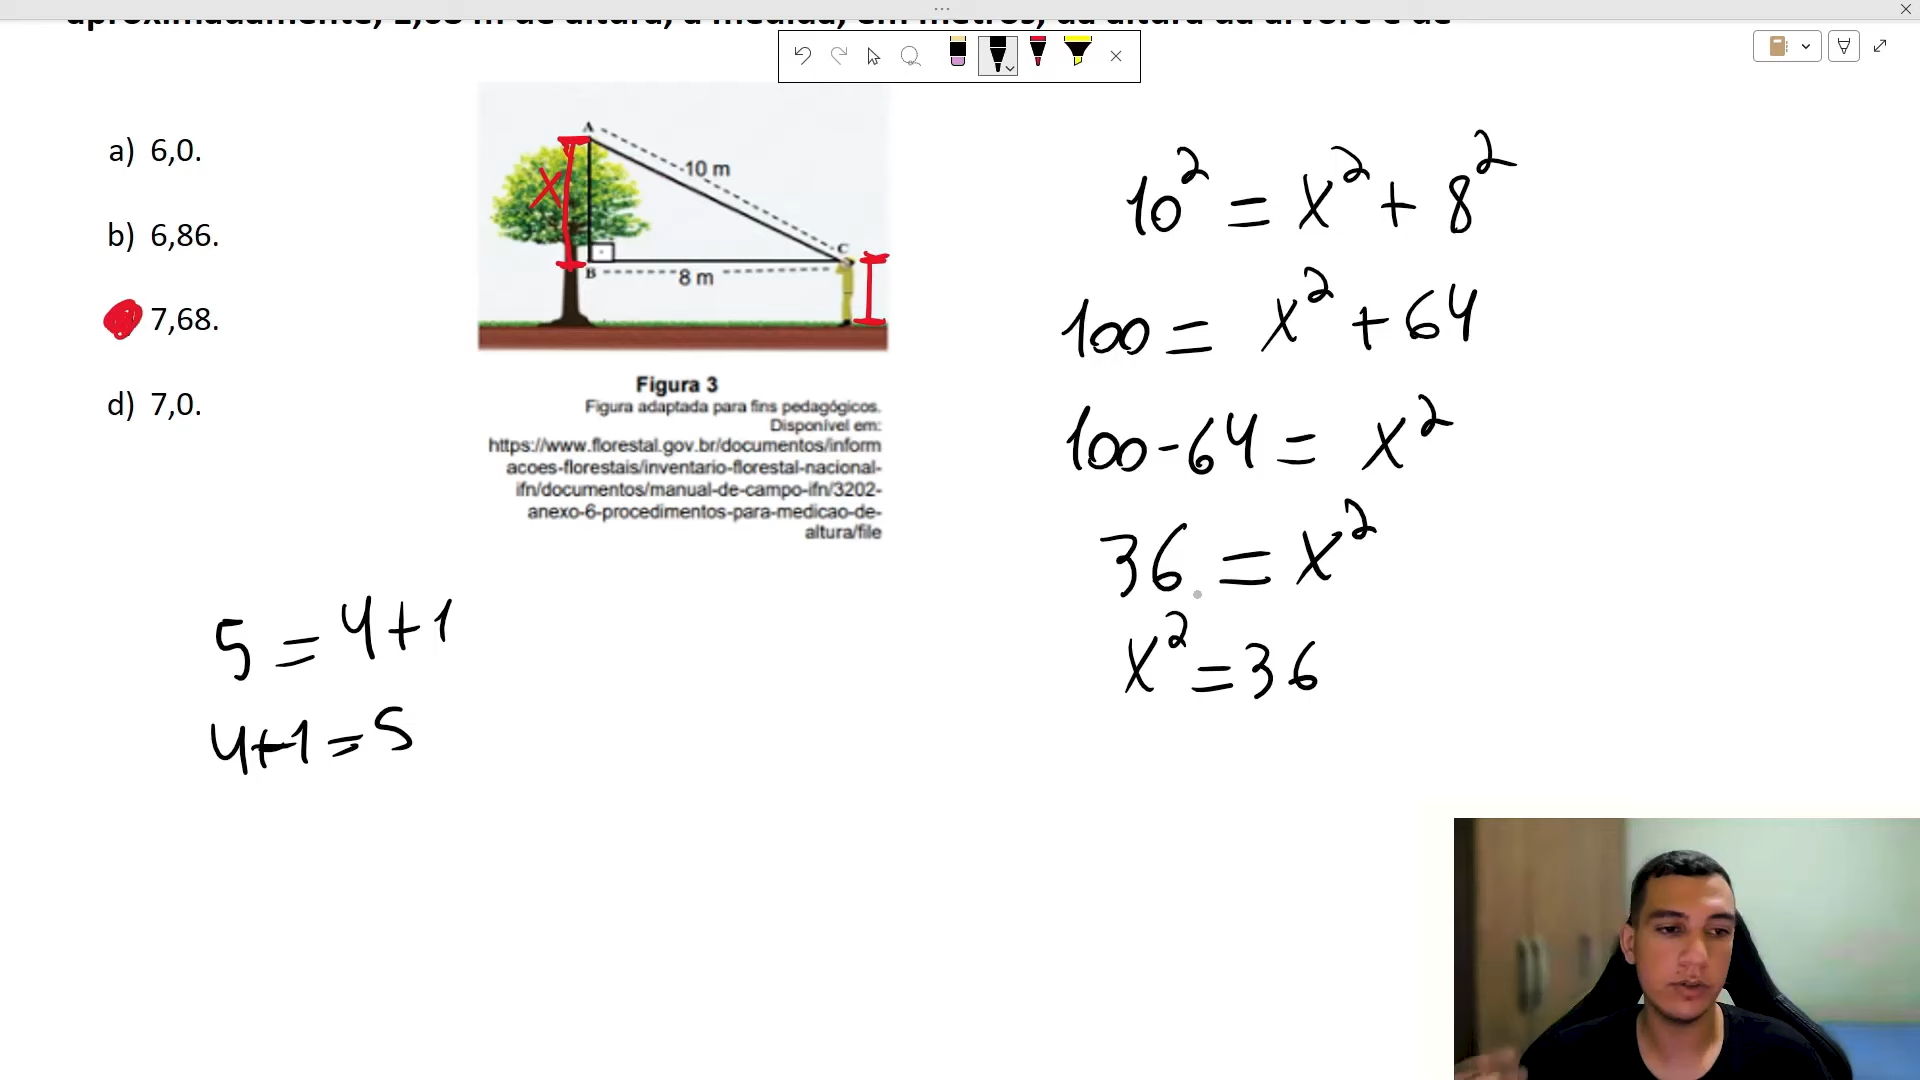 a) 6,0.
b) 6,86.
7,68.
d) 7,0.
A
10 m
X
C
B
8 m
Figura 3
Figura adaptada para fins pedagógicos.
Disponível em:
https://www.florestal.gov.br/documentos/inform
acoes-florestais/inventario-florestal-nacional-
ifn/documentos/manual-de-campo-ifn/3202-
anexo-6-procedimentos-para-medicao-de-
altura/file
5 = 4+1
4+1 = 5
10² = x² + 8²
100 = x² + 64
100 - 64 = x²
36 = x²
x² = 36